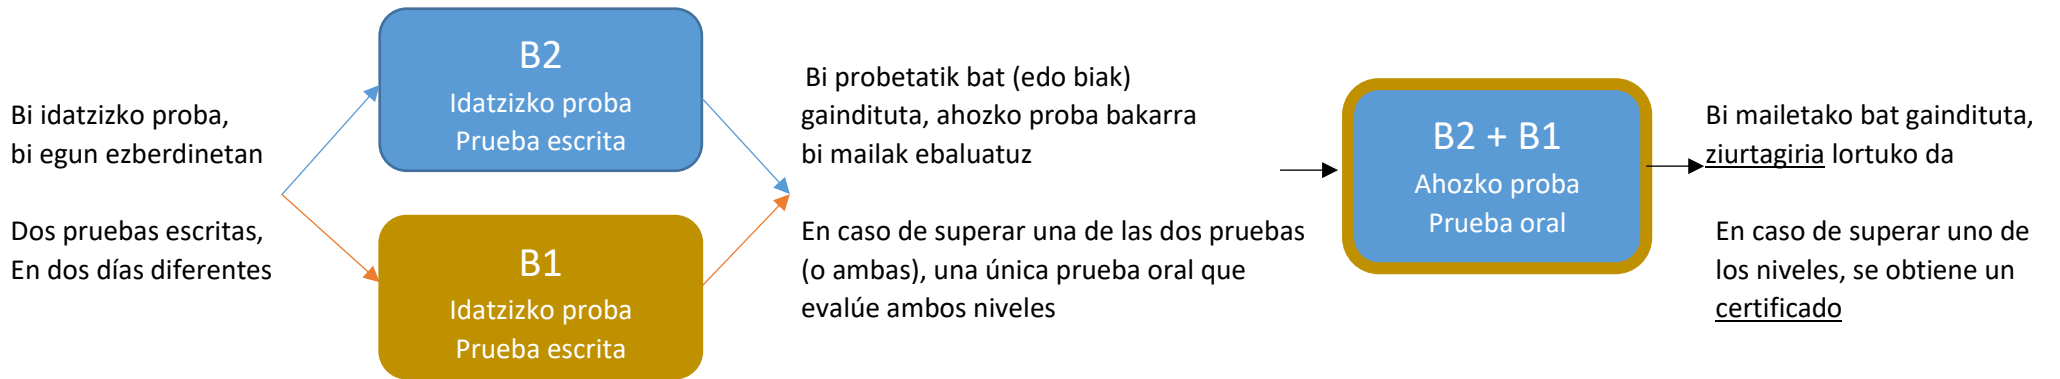 Bi idatzizko proba,
bi egun ezberdinetan
Dos pruebas escritas,
En dos días diferentes
B2
Idatzizko proba
Prueba escrita
B1
Idatzizko proba
Prueba escrita
Bi probetatik bat (edo biak)
gaindituta, ahozko proba bakarra
bi mailak ebaluatuz
En caso de superar una de las dos pruebas
(o ambas), una única prueba oral que
evalúe ambos niveles
B2 + B1
Ahozko proba
Prueba oral
Bi mailetako bat gaindituta,
ziurtagiria lortuko da
En caso de superar uno de
los niveles, se obtiene un
certificado